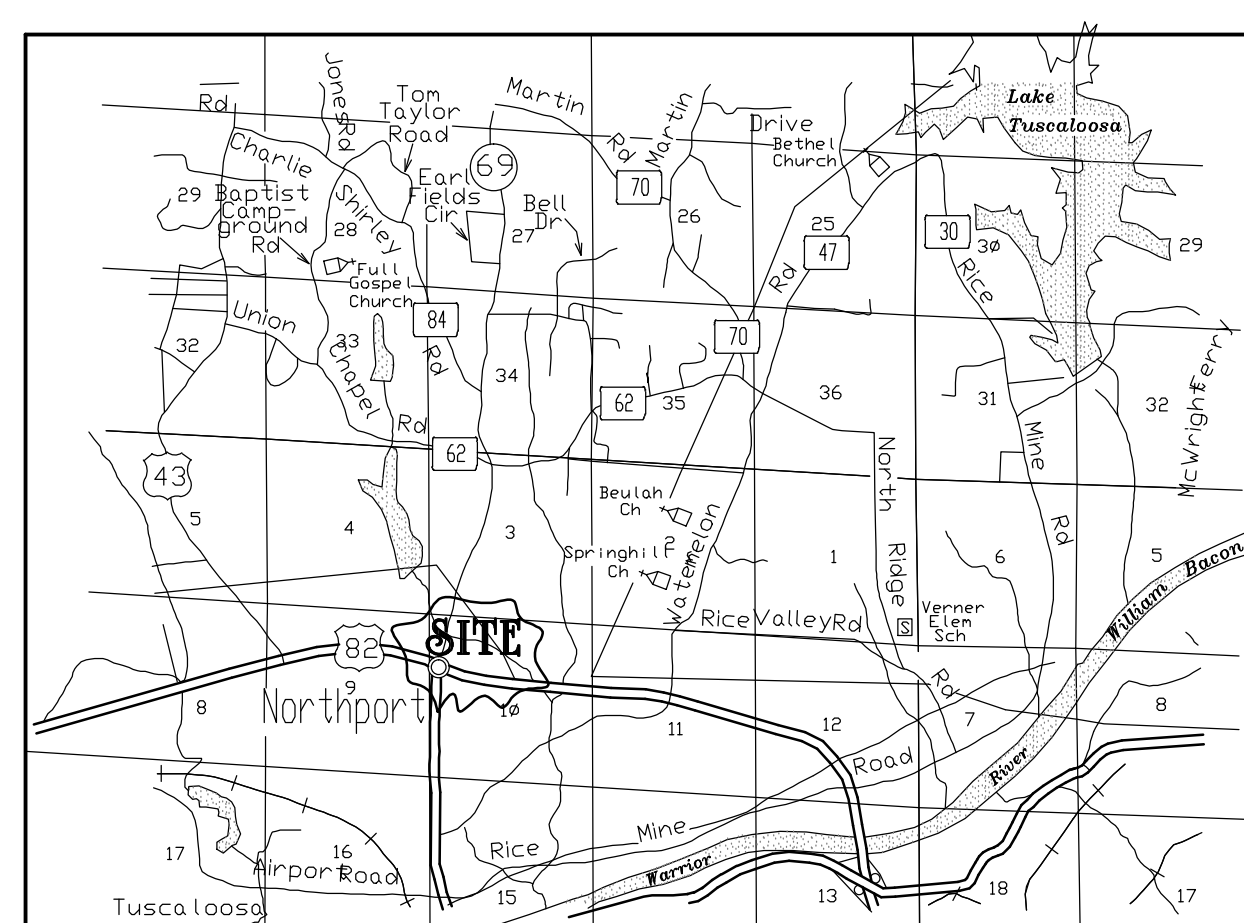 Rd
Jones Rd
Tom
Taylor
Road
Martin
Rd
Martin
Drive
Bethel
Church
Lake
Tuscaloosa
Charlie
Shirley
69
70
Earl
Fields
Cir
Bell
Dr
29
Baptist
Camp-
ground
Rd
28
27
26
25
47
30
30
29
Full
Gospel
Church
Rd
Rice
Union
84
70
32
33
Chapel
Rd
34
62
35
36
31
32
McWright
Ferry
Rd
62
43
North
Mine
5
4
3
Beulah
Ch
2
Springhill
Ch
Watermelon
1
Ridge
6
Rd
5
William Bacon
Rice Valley Rd
Verner
Elem
Sch
S
82
SITE
9
8
Northport
10
11
12
Rd
7
8
Road
River
Mine
Rice
17
16
Airport Road
Warrior
15
13
18
17
Tuscaloosa